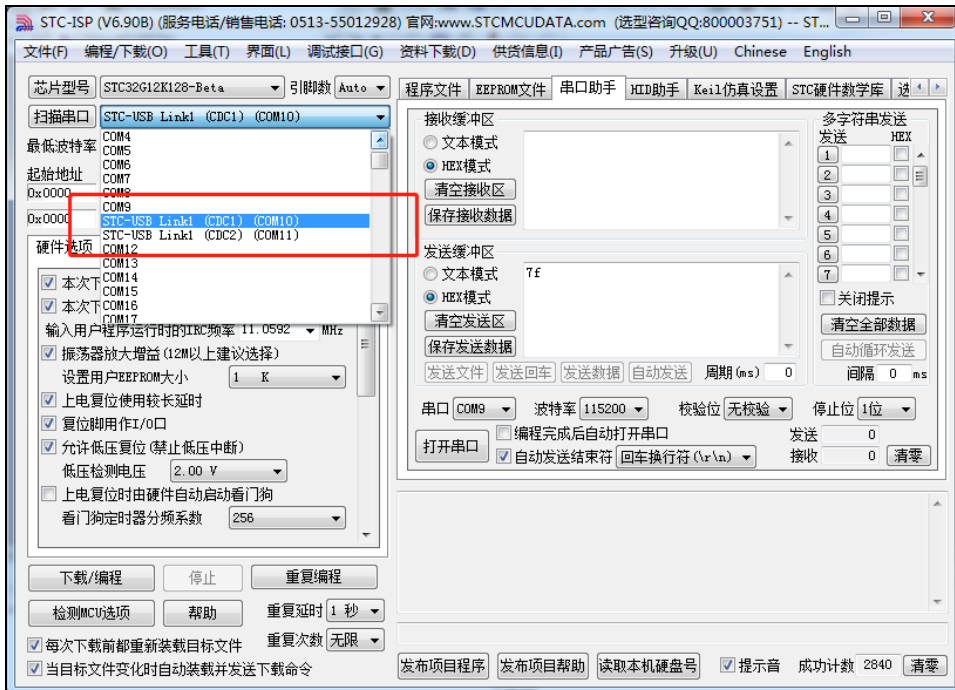 STC-ISP (V6.90B) (服务电话/销售电话: 0513-55012928) 官网:www.STCMCUDATA.com (选型咨询QQ:800003751) -- ST...
文件(F) 编程/下载(O) 工具(T) 界面(L) 调试接口(G) 资料下载(D) 供货信息(I) 产品广告(S) 升级(U) Chinese English
芯片型号 STC32G12K128-Beta 引脚数 Auto
扫描串口 STC-USB Link1 (CDC1) (COM10)
最低波特率
起始地址
0x0000
0x0000
COM4
COM5
COM6
COM7
COM8
COM9
STC-USB Link1 (CDC1) (COM10)
STC-USB Link1 (CDC2) (COM11)
COM12
COM13
COM14
COM15
COM16
COM17
硬件选项
本次下
本次下
输入用户程序运行时的IRC频率 11.0592 MHz
振荡器放大增益(12M以上建议选择)
设置用户EEPROM大小 1 K
上电复位使用较长延时
复位脚用作I/O口
允许低压复位(禁止低压中断)
低压检测电压 2.00 V
上电复位时由硬件自动启动看门狗
看门狗定时器分频系数 256
下载/编程 停止 重复编程
检测MCU选项 帮助 重复延时 1 秒
每次下载前都重新装载目标文件 重复次数 无限
当目标文件变化时自动装载并发送下载命令
程序文件 EEPROM文件 串口助手 HID助手 Keil仿真设置 STC硬件数学库 选
接收缓冲区
文本模式
HEX模式
清空接收区
保存接收数据
发送缓冲区
文本模式 7f
HEX模式
清空发送区
保存发送数据
发送文件 发送回车 发送数据 自动发送 周期(ms) 0
多字符串发送
发送 HEX
1
2
3
4
5
6
7
关闭提示
清空全部数据
自动循环发送
间隔 0 ms
串口 COM9 波特率 115200 校验位 无校验 停止位 1位
打开串口 编程完成后自动打开串口 发送 0
自动发送结束符 回车换行符(\r\n) 接收 0 清零
发布项目程序 发布项目帮助 读取本机硬盘号 提示音 成功计数 2840 清零